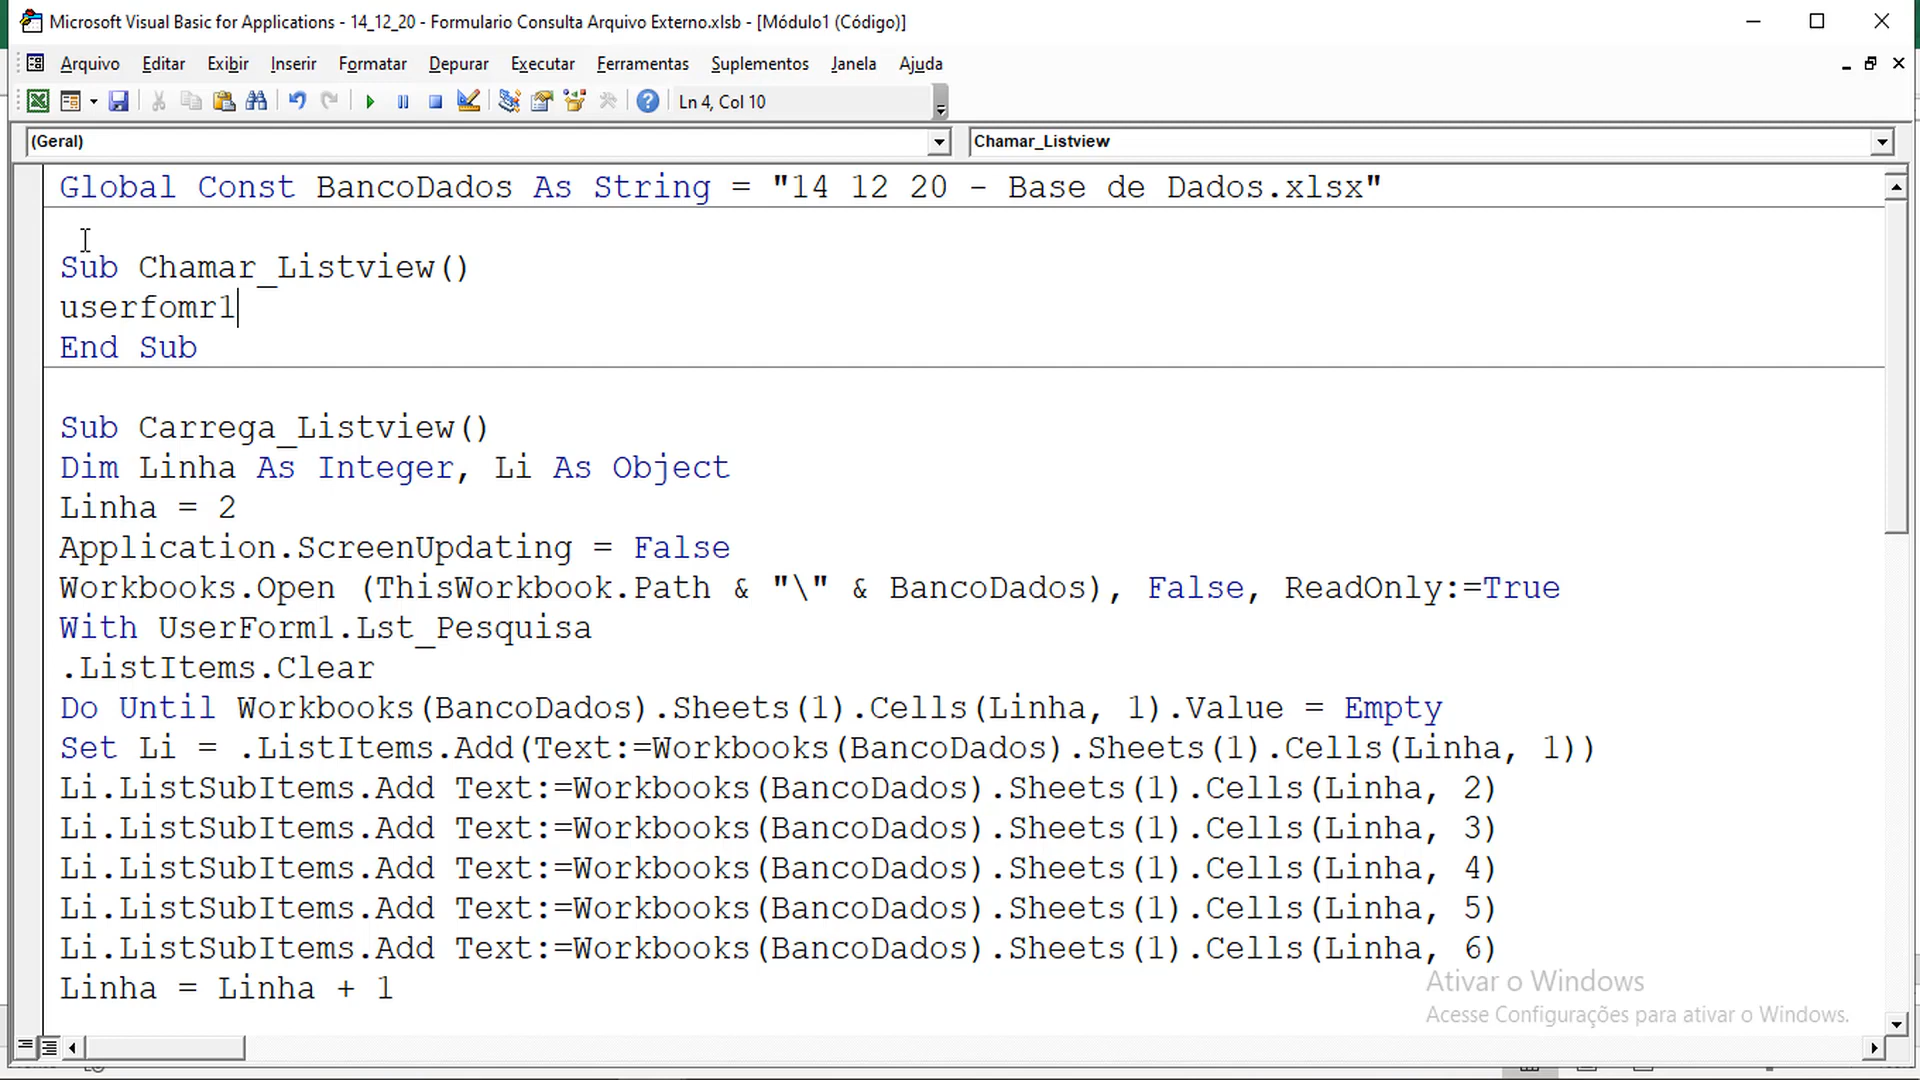 Microsoft Visual Basic for Applications - 14_12_20 - Formulario Consulta Arquivo Externo.xlsb - [Módulo1 (Código)]
Arquivo Editar Exibir Inserir Formatar Depurar Executar Ferramentas Suplementos Janela Ajuda
Ln 4, Col 10
(Geral) Chamar_Listview
Global Const BancoDados As String = "14 12 20 - Base de Dados.xlsx"
Sub Chamar_Listview()
userfomr1
End Sub
Sub Carrega_Listview()
Dim Linha As Integer, Li As Object
Linha = 2
Application.ScreenUpdating = False
Workbooks.Open (ThisWorkbook.Path & "\" & BancoDados), False, ReadOnly:=True
With UserForm1.Lst_Pesquisa
.ListItems.Clear
Do Until Workbooks(BancoDados).Sheets(1).Cells(Linha, 1).Value = Empty
Set Li = .ListItems.Add(Text:=Workbooks(BancoDados).Sheets(1).Cells(Linha, 1))
Li.ListSubItems.Add Text:=Workbooks(BancoDados).Sheets(1).Cells(Linha, 2)
Li.ListSubItems.Add Text:=Workbooks(BancoDados).Sheets(1).Cells(Linha, 3)
Li.ListSubItems.Add Text:=Workbooks(BancoDados).Sheets(1).Cells(Linha, 4)
Li.ListSubItems.Add Text:=Workbooks(BancoDados).Sheets(1).Cells(Linha, 5)
Li.ListSubItems.Add Text:=Workbooks(BancoDados).Sheets(1).Cells(Linha, 6)
Linha = Linha + 1
Ativar o Windows
Acesse Configurações para ativar o Windows.